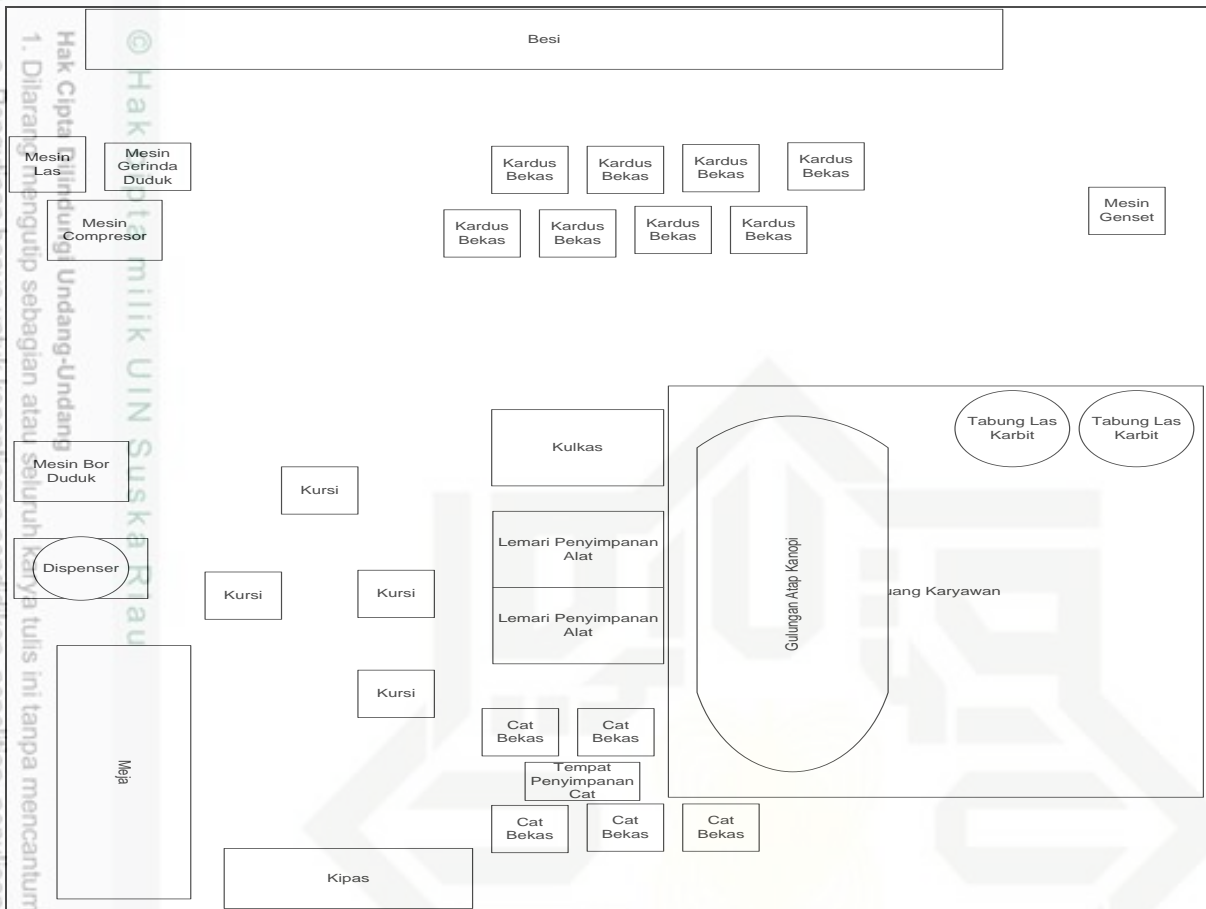 Besi
Mesin
Las
Mesin
Gerinda
Duduk
Mesin
Compresor
Kardus
Bekas
Kardus
Bekas
Kardus
Bekas
Kardus
Bekas
Kardus
Bekas
Kardus
Bekas
Kardus
Bekas
Kardus
Bekas
Mesin
Genset
Mesin Bor
Duduk
Dispenser
Kursi
Kursi
Kursi
Kursi
Meja
Kipas
Kulkas
Lemari Penyimpanan
Alat
Lemari Penyimpanan
Alat
Cat
Bekas
Cat
Bekas
Tempat
Penyimpanan
Cat
Cat
Bekas
Cat
Bekas
Cat
Bekas
Gulungan Atap Kanopi
Karyawan
Tabung Las
Karbit
Tabung Las
Karbit
© Hak cipta milik UIN Suska Riau
Hak Cipta Dilindungi Undang-Undang
1. Dilarang mengutip sebagian atau seluruh karya tulis ini tanpa mencantum